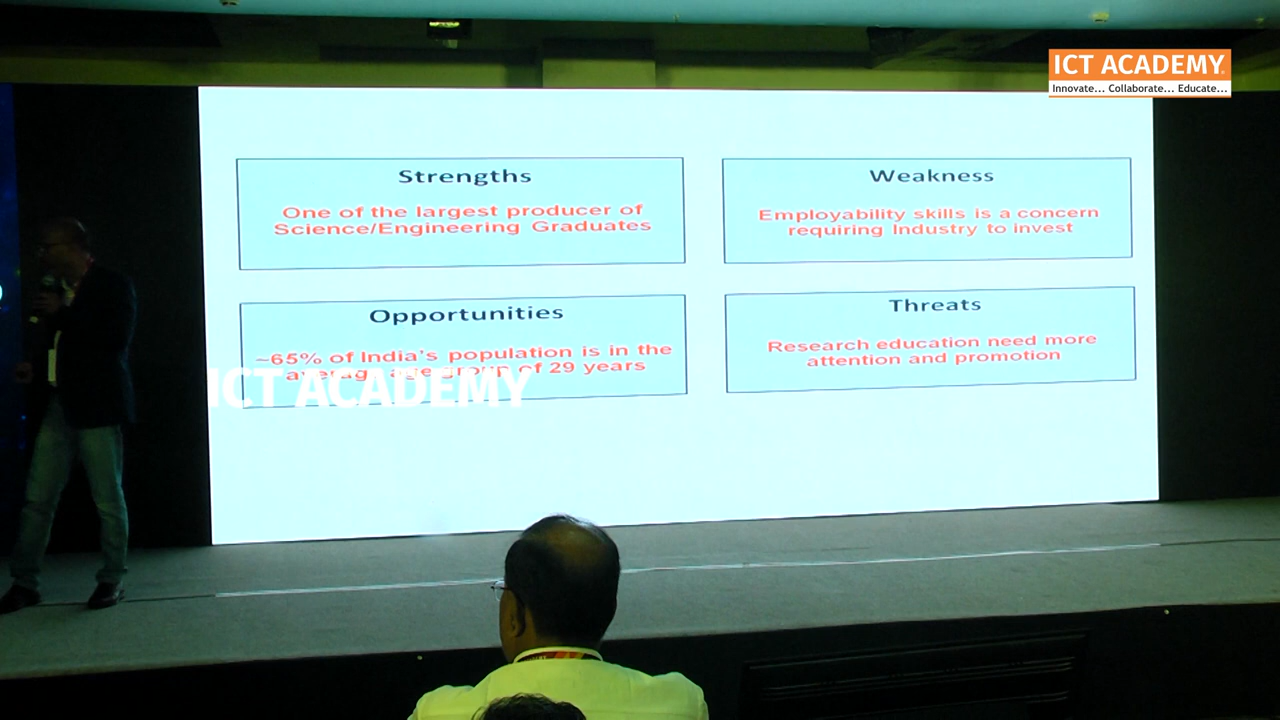 ICT ACADEMY
Innovate... Collaborate... Educate...
Strengths
One of the largest producer of
Science/Engineering Graduates
Weakness
Employability skills is a concern
requiring Industry to invest
Opportunities
~65% of India's population is in the
average age group of 29 years
ICT ACADEMY
Threats
Research education need more
attention and promotion